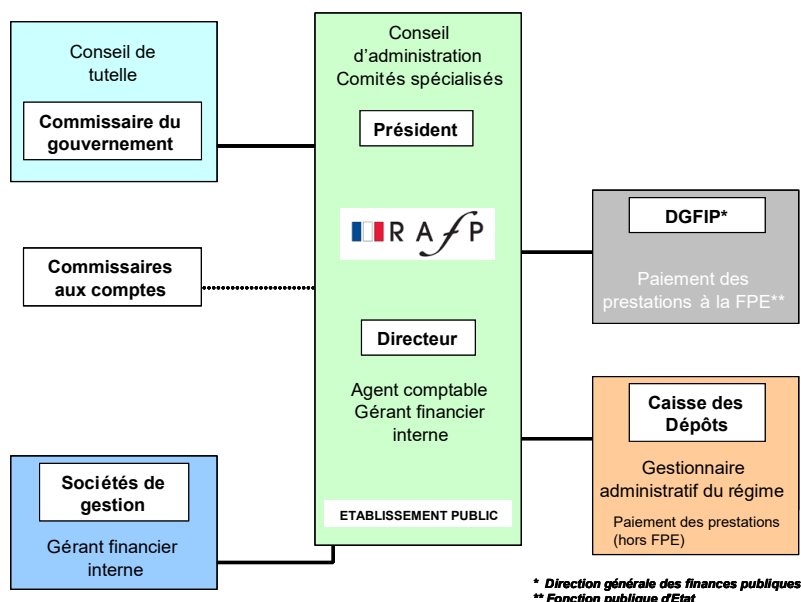 Conseil de
tutelle
Commissaire du
gouvernement
Commissaires
aux comptes
Sociétés de
gestion
Gérant financier
interne
Conseil
d’administration
Comités spécialisés
Président
RAfP
Directeur
Agent comptable
Gérant financier
interne
ETABLISSEMENT PUBLIC
DGFIP*
Paiement des
prestations à la FPE**
Caisse des
Dépôts
Gestionnaire
administratif du régime
Paiement des prestations
(hors FPE)
* Direction générale des finances publiques
** Fonction publique d'Etat